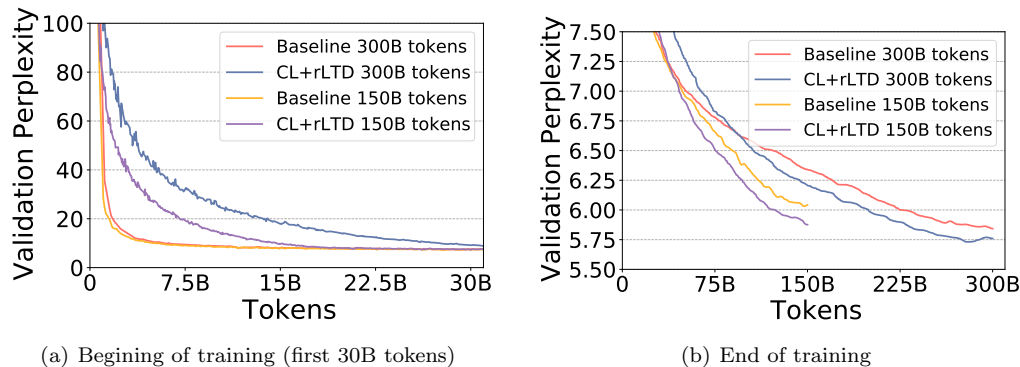 Validation Perplexity
100
80
60
40
20
0
Baseline 300B tokens
CL+rLTD 300B tokens
Baseline 150B tokens
CL+rLTD 150B tokens
0 7.5B 15B 22.5B 30B
Tokens
(a) Begining of training (first 30B tokens)
Validation Perplexity
7.50
7.25
7.00
6.75
6.50
6.25
6.00
5.75
5.50
Baseline 300B tokens
CL+rLTD 300B tokens
Baseline 150B tokens
CL+rLTD 150B tokens
0 75B 150B 225B 300B
Tokens
(b) End of training